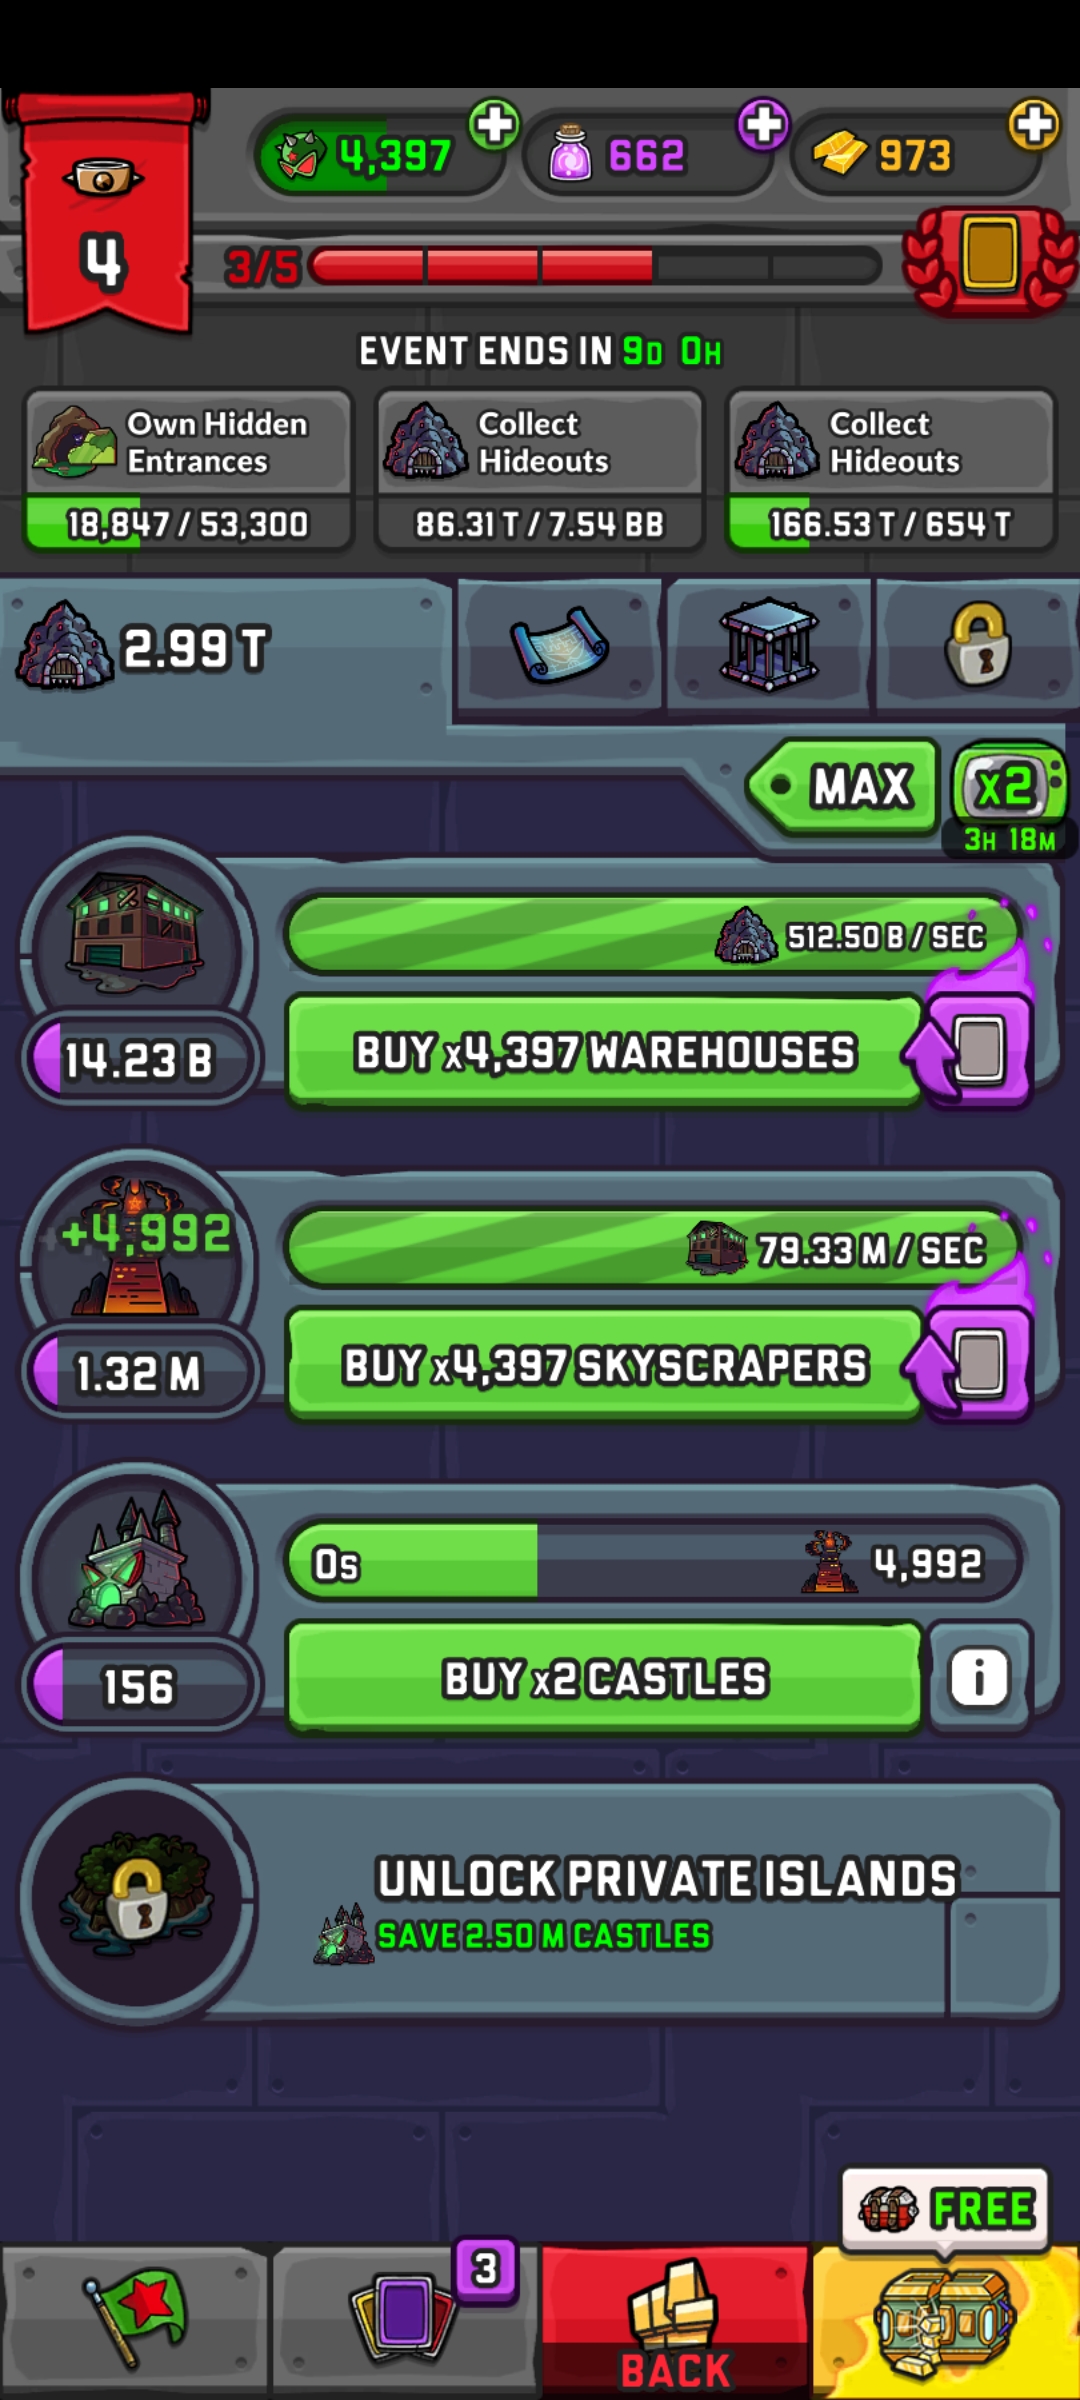 4,397
662
973
4
3/5
EVENT ENDS IN 9D 0H
Own Hidden
Entrances
18,847 / 53,300
Collect
Hideouts
86.31 T / 7.54 BB
Collect
Hideouts
166.53 T / 654 T
2.99 T
MAX
x2
3H 18M
512.50 B / SEC
14.23 B
BUY x4,397 WAREHOUSES
+4,992
79.33 M / SEC
1.32 M
BUY x4,397 SKYSCRAPERS
0S
4,992
156
BUY x2 CASTLES
i
UNLOCK PRIVATE ISLANDS
SAVE 2.50 M CASTLES
FREE
3
BACK